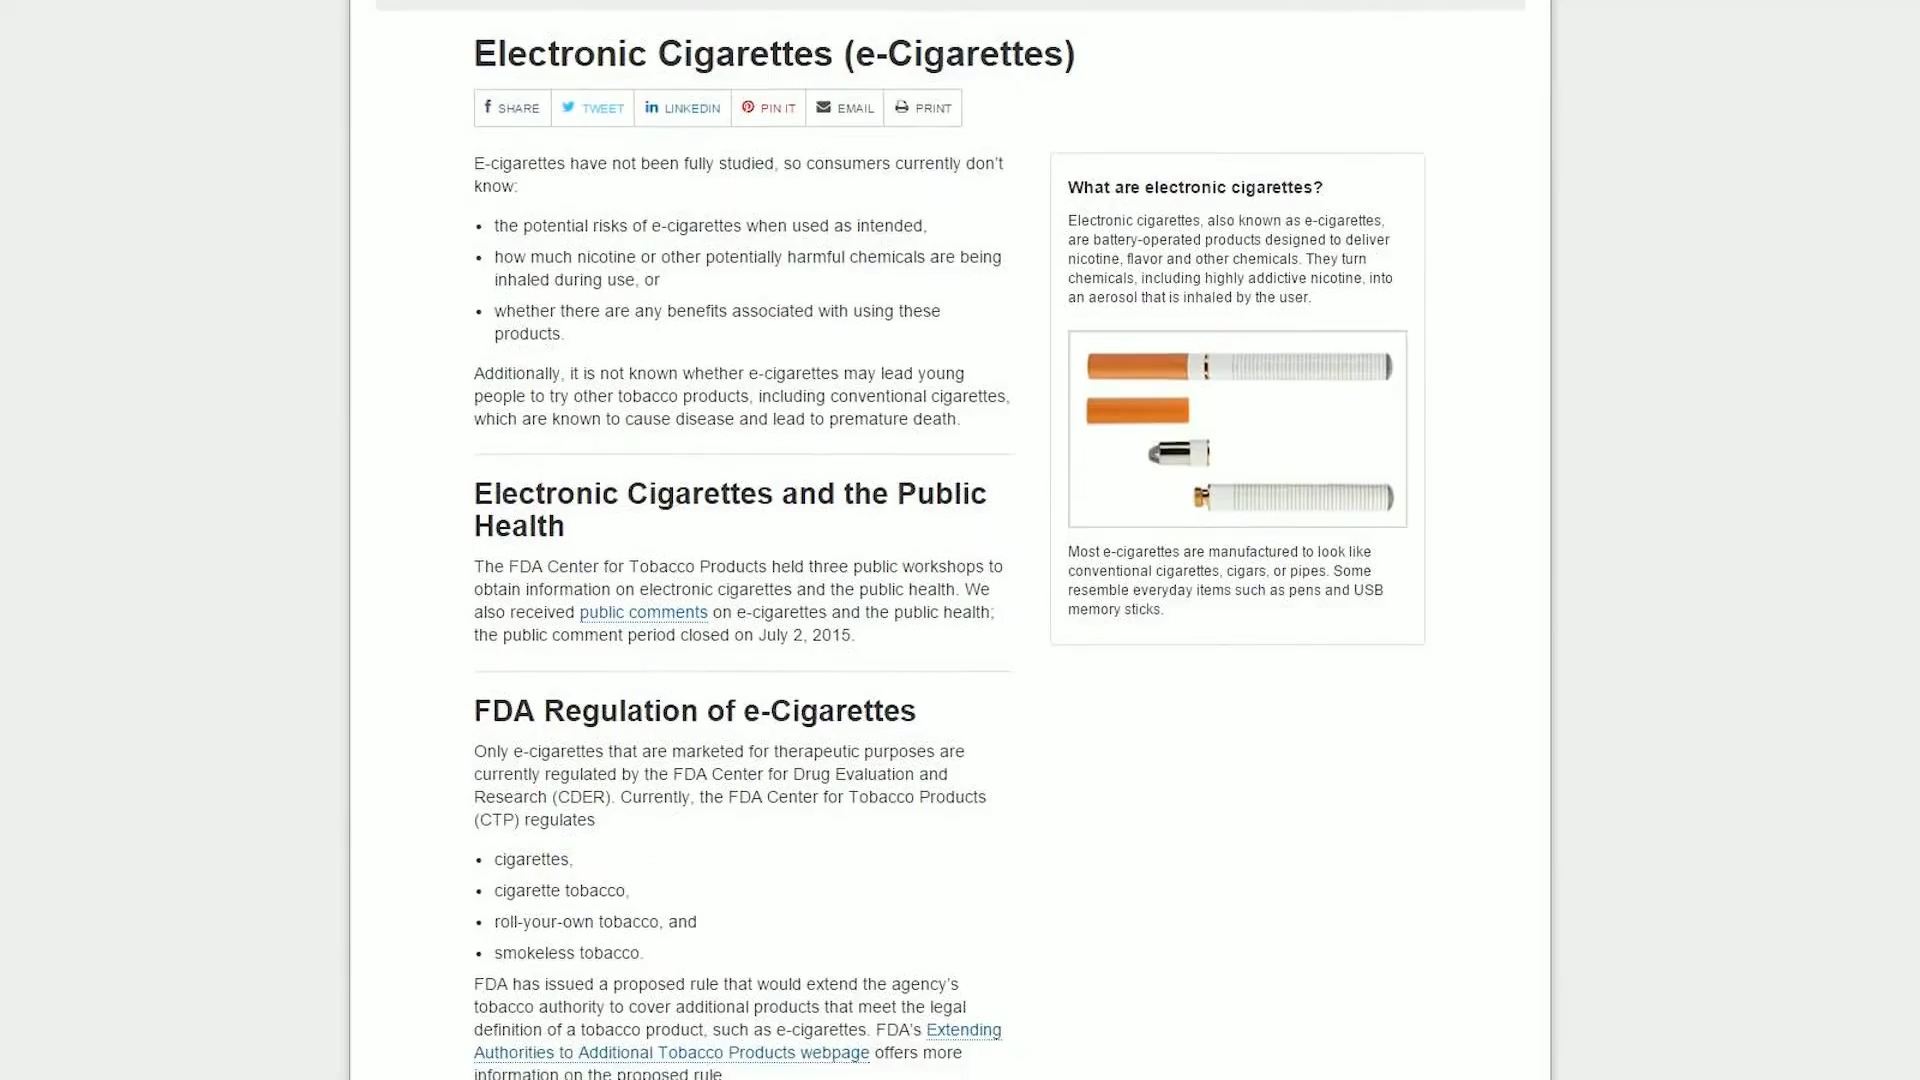 Electronic Cigarettes (e-Cigarettes)
SHARE TWEET LINKEDIN PIN IT EMAIL PRINT
E-cigarettes have not been fully studied, so consumers currently don't
know:
• the potential risks of e-cigarettes when used as intended,
• how much nicotine or other potentially harmful chemicals are being
inhaled during use, or
• whether there are any benefits associated with using these
products.
Additionally, it is not known whether e-cigarettes may lead young
people to try other tobacco products, including conventional cigarettes,
which are known to cause disease and lead to premature death.
Electronic Cigarettes and the Public
Health
The FDA Center for Tobacco Products held three public workshops to
obtain information on electronic cigarettes and the public health. We
also received public comments on e-cigarettes and the public health;
the public comment period closed on July 2, 2015.
FDA Regulation of e-Cigarettes
Only e-cigarettes that are marketed for therapeutic purposes are
currently regulated by the FDA Center for Drug Evaluation and
Research (CDER). Currently, the FDA Center for Tobacco Products
(CTP) regulates
• cigarettes,
• cigarette tobacco,
• roll-your-own tobacco, and
• smokeless tobacco.
FDA has issued a proposed rule that would extend the agency's
tobacco authority to cover additional products that meet the legal
definition of a tobacco product, such as e-cigarettes. FDA's Extending
Authorities to Additional Tobacco Products webpage offers more
information on the proposed rule
What are electronic cigarettes?
Electronic cigarettes, also known as e-cigarettes,
are battery-operated products designed to deliver
nicotine, flavor and other chemicals. They turn
chemicals, including highly addictive nicotine, into
an aerosol that is inhaled by the user.
Most e-cigarettes are manufactured to look like
conventional cigarettes, cigars, or pipes. Some
resemble everyday items such as pens and USB
memory sticks.